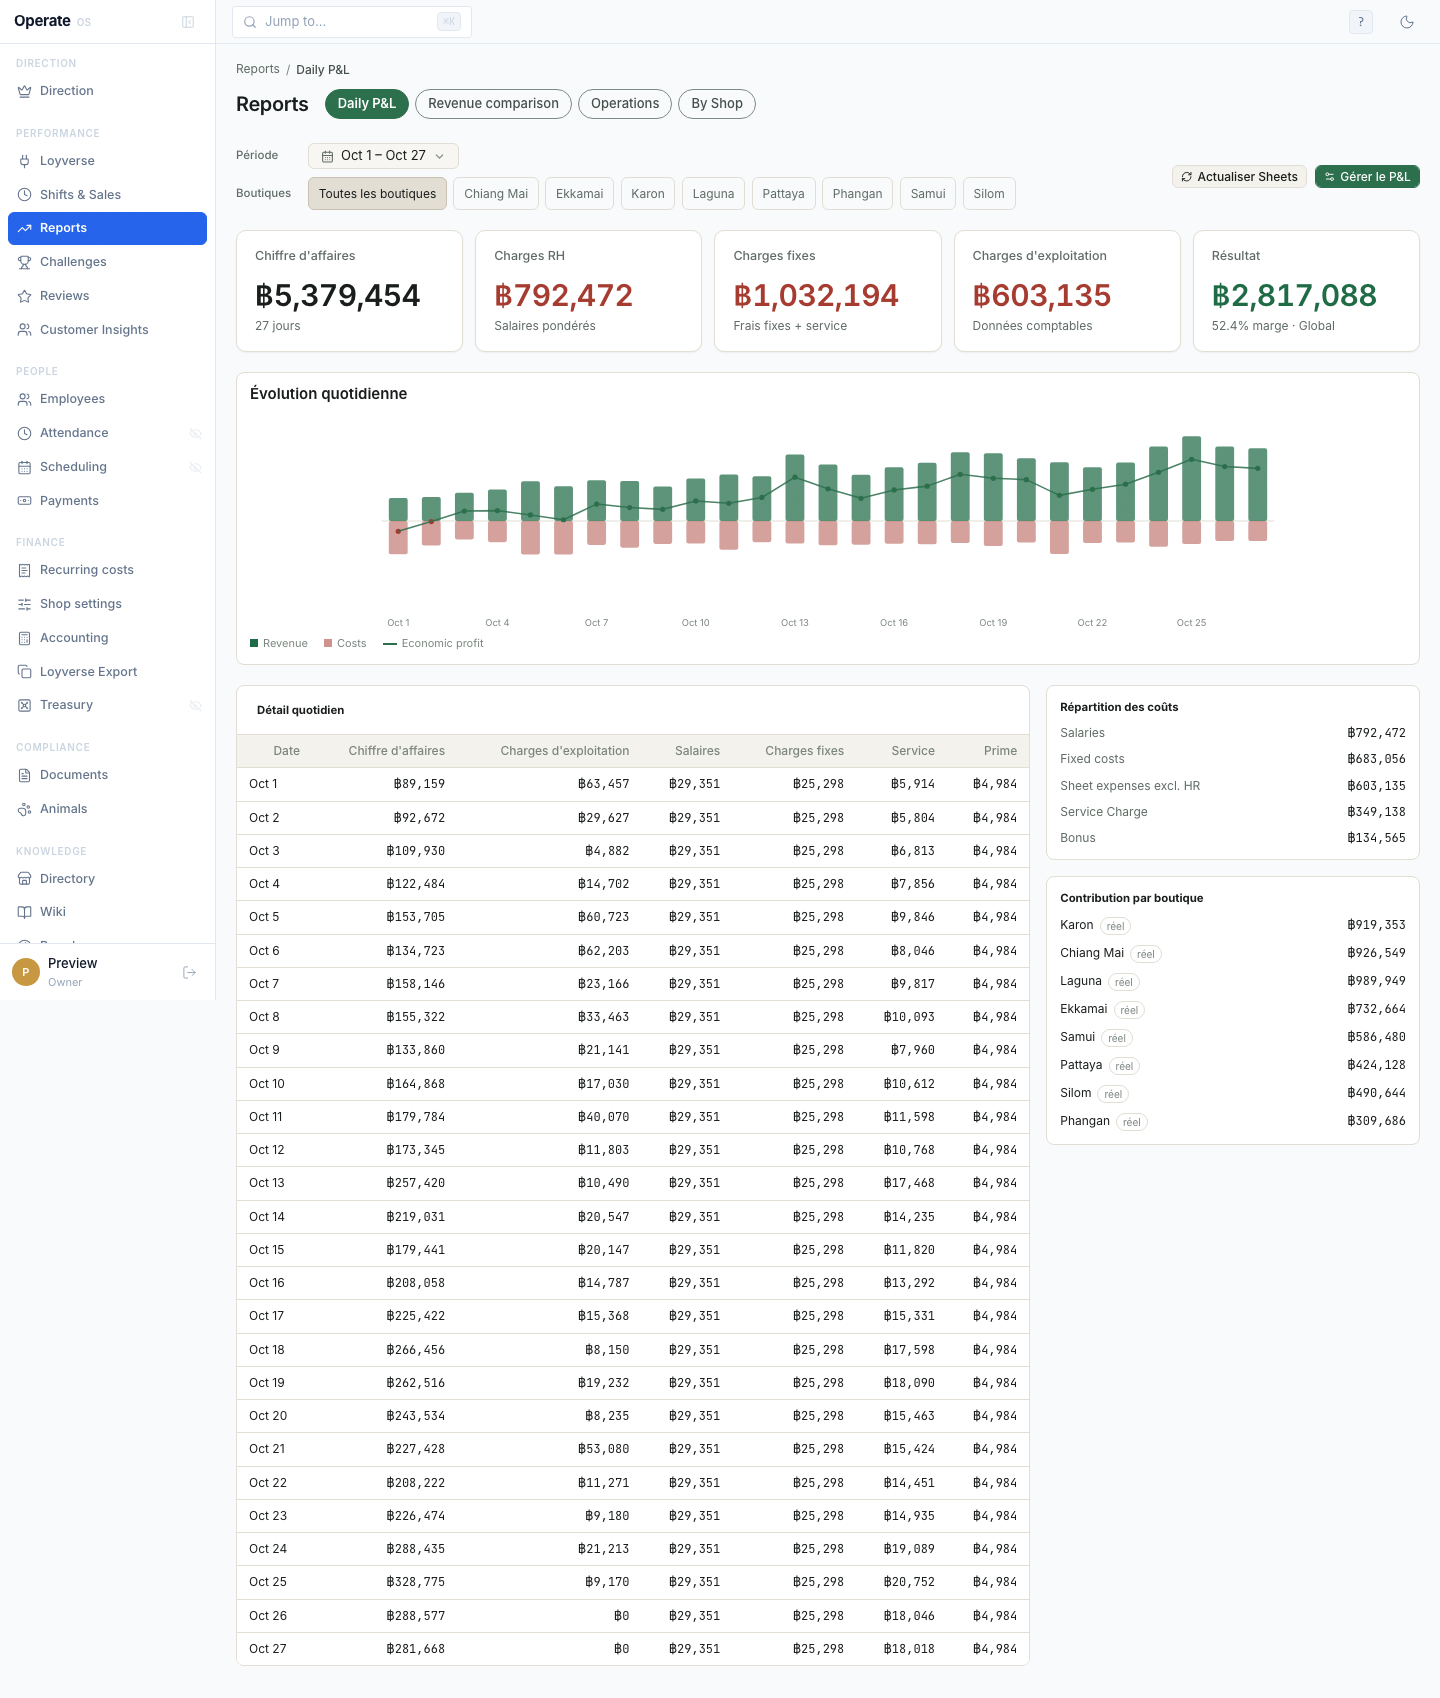 Operate OS
Jump to...
⌘K
?
DIRECTION
Direction
PERFORMANCE
Loyverse
Shifts & Sales
Reports
Challenges
Reviews
Customer Insights
PEOPLE
Employees
Attendance
Scheduling
Payments
FINANCE
Recurring costs
Shop settings
Accounting
Loyverse Export
Treasury
COMPLIANCE
Documents
Animals
KNOWLEDGE
Directory
Wiki
P
Preview
Owner
Reports / Daily P&L
Reports Daily P&L Revenue comparison Operations By Shop
Période Oct 1 – Oct 27
Boutiques Toutes les boutiques Chiang Mai Ekkamai Karon Laguna Pattaya Phangan Samui Silom
Actualiser Sheets Gérer le P&L
Chiffre d'affaires
฿5,379,454
27 jours
Charges RH
฿792,472
Salaires pondérés
Charges fixes
฿1,032,194
Frais fixes + service
Charges d'exploitation
฿603,135
Données comptables
Résultat
฿2,817,088
52.4% marge · Global
Évolution quotidienne
Oct 1 Oct 4 Oct 7 Oct 10 Oct 13 Oct 16 Oct 19 Oct 22 Oct 25
Revenue Costs Economic profit
Détail quotidien
Date Chiffre d'affaires Charges d'exploitation Salaires Charges fixes Service Prime
Oct 1 ฿89,159 ฿63,457 ฿29,351 ฿25,298 ฿5,914 ฿4,984
Oct 2 ฿92,672 ฿29,627 ฿29,351 ฿25,298 ฿5,804 ฿4,984
Oct 3 ฿109,930 ฿4,882 ฿29,351 ฿25,298 ฿6,813 ฿4,984
Oct 4 ฿122,484 ฿14,702 ฿29,351 ฿25,298 ฿7,856 ฿4,984
Oct 5 ฿153,705 ฿60,723 ฿29,351 ฿25,298 ฿9,846 ฿4,984
Oct 6 ฿134,723 ฿62,203 ฿29,351 ฿25,298 ฿8,046 ฿4,984
Oct 7 ฿158,146 ฿23,166 ฿29,351 ฿25,298 ฿9,817 ฿4,984
Oct 8 ฿155,322 ฿33,463 ฿29,351 ฿25,298 ฿10,093 ฿4,984
Oct 9 ฿133,860 ฿21,141 ฿29,351 ฿25,298 ฿7,960 ฿4,984
Oct 10 ฿164,868 ฿17,030 ฿29,351 ฿25,298 ฿10,612 ฿4,984
Oct 11 ฿179,784 ฿40,070 ฿29,351 ฿25,298 ฿11,598 ฿4,984
Oct 12 ฿173,345 ฿11,803 ฿29,351 ฿25,298 ฿10,768 ฿4,984
Oct 13 ฿257,420 ฿10,490 ฿29,351 ฿25,298 ฿17,468 ฿4,984
Oct 14 ฿219,031 ฿20,547 ฿29,351 ฿25,298 ฿14,235 ฿4,984
Oct 15 ฿179,441 ฿20,147 ฿29,351 ฿25,298 ฿11,820 ฿4,984
Oct 16 ฿208,058 ฿14,787 ฿29,351 ฿25,298 ฿13,292 ฿4,984
Oct 17 ฿225,422 ฿15,368 ฿29,351 ฿25,298 ฿15,331 ฿4,984
Oct 18 ฿266,456 ฿8,150 ฿29,351 ฿25,298 ฿17,598 ฿4,984
Oct 19 ฿262,516 ฿19,232 ฿29,351 ฿25,298 ฿18,090 ฿4,984
Oct 20 ฿243,534 ฿8,235 ฿29,351 ฿25,298 ฿15,463 ฿4,984
Oct 21 ฿227,428 ฿53,080 ฿29,351 ฿25,298 ฿15,424 ฿4,984
Oct 22 ฿208,222 ฿11,271 ฿29,351 ฿25,298 ฿14,451 ฿4,984
Oct 23 ฿226,474 ฿9,180 ฿29,351 ฿25,298 ฿14,935 ฿4,984
Oct 24 ฿288,435 ฿21,213 ฿29,351 ฿25,298 ฿19,089 ฿4,984
Oct 25 ฿328,775 ฿9,170 ฿29,351 ฿25,298 ฿20,752 ฿4,984
Oct 26 ฿288,577 ฿0 ฿29,351 ฿25,298 ฿18,046 ฿4,984
Oct 27 ฿281,668 ฿0 ฿29,351 ฿25,298 ฿18,018 ฿4,984
Répartition des coûts
Salaries ฿792,472
Fixed costs ฿683,056
Sheet expenses excl. HR ฿603,135
Service Charge ฿349,138
Bonus ฿134,565
Contribution par boutique
Karon réel ฿919,353
Chiang Mai réel ฿926,549
Laguna réel ฿989,949
Ekkamai réel ฿732,664
Samui réel ฿586,480
Pattaya réel ฿424,128
Silom réel ฿490,644
Phangan réel ฿309,686